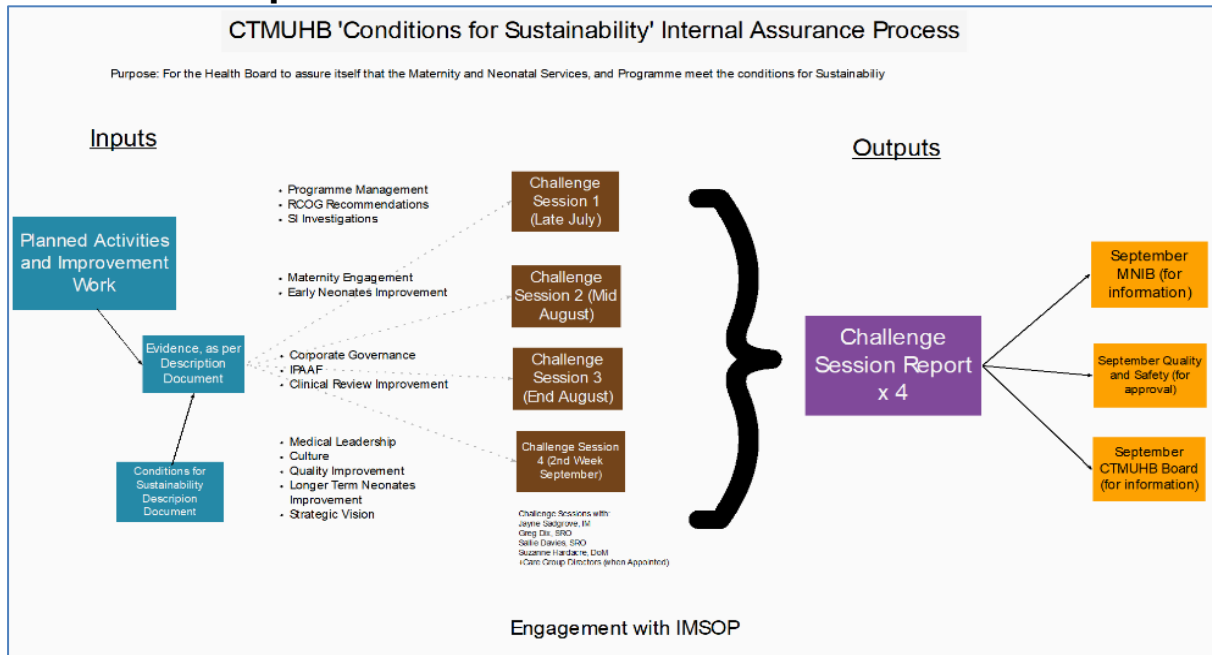 CTMUHB 'Conditions for Sustainability' Internal Assurance Process
Purpose: For the Health Board to assure itself that the Maternity and Neonatal Services, and Programme meet the conditions for Sustainabiliy
Inputs
Planned Activities
and Improvement
Work
Evidence, as per
Description
Document
Conditions for
Sustainability
Descripion
Document
• Programme Management
• RCOG Recommendations
• SI Investigations
• Maternity Engagement
• Early Neonates Improvement
• Corporate Governance
• IPAAF
• Clinical Review Improvement
• Medical Leadership
• Culture
• Quality Improvement
• Longer Term Neonates
Improvement
• Strategic Vision
Challenge
Session 1
(Late July)
Challenge
Session 2 (Mid
August)
Challenge
Session 3
(End August)
Challenge Session
4 (2nd Week
September)
Challenge Sessions with:
Jayne Sadgrove, IM
Greg Dix, SRO
Sallie Davies, SRO
Suzanne Hardacre, DoM
+Care Group Directors (when Appointed)
Outputs
Challenge
Session Report
x 4
September
MNIB (for
information)
September Quality
and Safety (for
approval)
September
CTMUHB Board
(for information)
Engagement with IMSOP